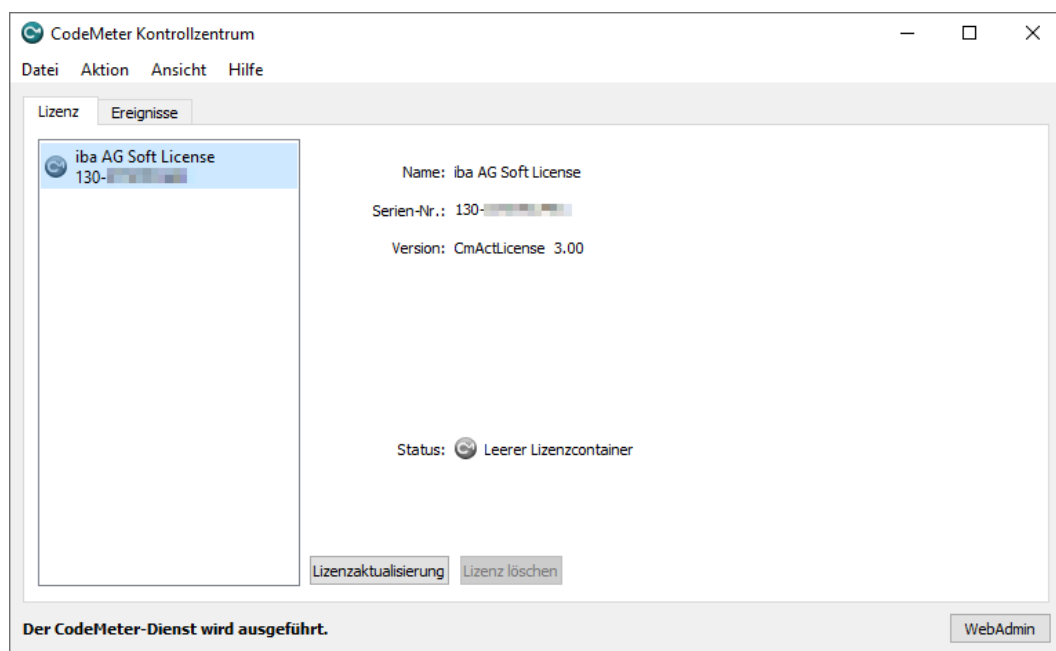 CodeMeter Kontrollzentrum
Datei Aktion Ansicht Hilfe
Lizenz Ereignisse
iba AG Soft License
130-
Name: iba AG Soft License
Serien-Nr.: 130-
Version: CmActLicense 3.00
Status: Leerer Lizenzcontainer
Lizenzaktualisierung Lizenz löschen
Der CodeMeter-Dienst wird ausgeführt.
WebAdmin